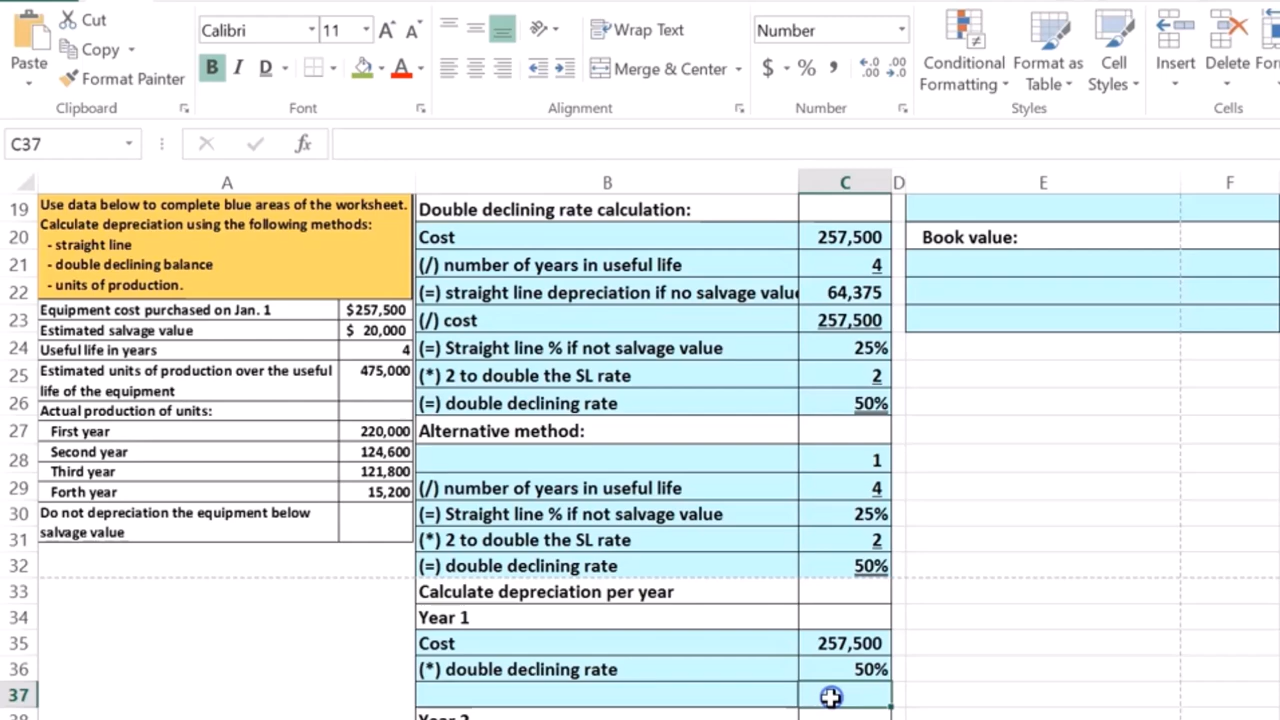 Cut
Calibri 11 A A Wrap Text Number
Copy
Paste B I D A Merge & Center $ % , .0 .00 .00 .0 Conditional Format as Cell Insert Delete
Format Painter Formatting Table Styles
Clipboard Font Alignment Number Styles Cells
C37 fx
A B C D E F
19 Double declining rate calculation:
20 Cost 257,500 Book value:
21 (/) number of years in useful life 4
22 (=) straight line depreciation if no salvage value 64,375
23 (/) cost 257,500
24 (=) Straight line % if not salvage value 25%
25 (*) 2 to double the SL rate 2
26 (=) double declining rate 50%
27 Alternative method:
28 1
29 (/) number of years in useful life 4
30 (=) Straight line % if not salvage value 25%
31 (*) 2 to double the SL rate 2
32 (=) double declining rate 50%
33 Calculate depreciation per year
34 Year 1
35 Cost 257,500
36 (*) double declining rate 50%
37
Use data below to complete blue areas of the worksheet.
Calculate depreciation using the following methods:
- straight line
- double declining balance
- units of production.
Equipment cost purchased on Jan. 1 $257,500
Estimated salvage value $ 20,000
Useful life in years 4
Estimated units of production over the useful 475,000
life of the equipment
Actual production of units:
First year 220,000
Second year 124,600
Third year 121,800
Forth year 15,200
Do not depreciation the equipment below
salvage value